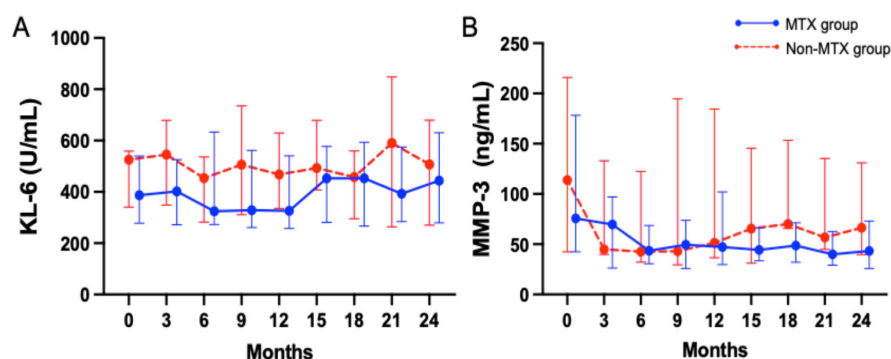 A
KL-6 (U/mL)
1000
800
600
400
200
0
0 3 6 9 12 15 18 21 24
Months
B
MTX group
Non-MTX group
MMP-3 (ng/mL)
250
200
150
100
50
0
0 3 6 9 12 15 18 21 24
Months